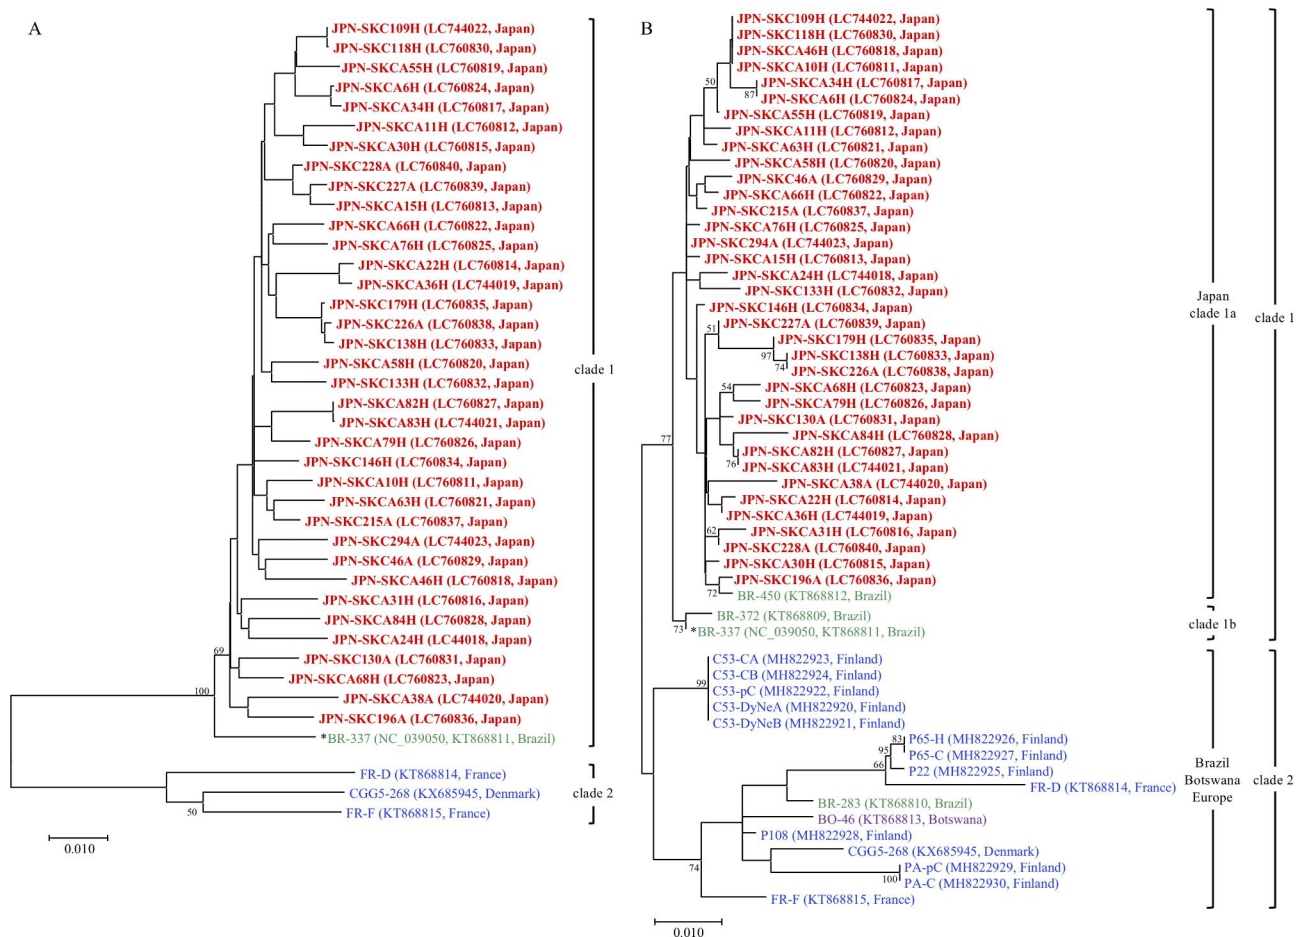 A
JPN-SKC109H (LC744022, Japan)
JPN-SKC118H (LC760830, Japan)
JPN-SKCA55H (LC760819, Japan)
JPN-SKCA6H (LC760824, Japan)
JPN-SKCA34H (LC760817, Japan)
JPN-SKCA11H (LC760812, Japan)
JPN-SKCA30H (LC760815, Japan)
JPN-SKC228A (LC760840, Japan)
JPN-SKC227A (LC760839, Japan)
JPN-SKCA15H (LC760813, Japan)
JPN-SKCA66H (LC760822, Japan)
JPN-SKCA76H (LC760825, Japan)
JPN-SKCA22H (LC760814, Japan)
JPN-SKCA36H (LC744019, Japan)
JPN-SKC179H (LC760835, Japan)
JPN-SKC226A (LC760838, Japan)
JPN-SKC138H (LC760833, Japan)
JPN-SKCA58H (LC760820, Japan)
JPN-SKC133H (LC760832, Japan)
JPN-SKCA82H (LC760827, Japan)
JPN-SKCA83H (LC744021, Japan)
JPN-SKCA79H (LC760826, Japan)
JPN-SKC146H (LC760834, Japan)
JPN-SKCA10H (LC760811, Japan)
JPN-SKCA63H (LC760821, Japan)
JPN-SKC215A (LC760837, Japan)
JPN-SKC294A (LC744023, Japan)
JPN-SKC46A (LC760829, Japan)
JPN-SKCA46H (LC760818, Japan)
JPN-SKCA31H (LC760816, Japan)
JPN-SKCA84H (LC760828, Japan)
JPN-SKCA24H (LC44018, Japan)
JPN-SKC130A (LC760831, Japan)
JPN-SKCA68H (LC760823, Japan)
JPN-SKCA38A (LC744020, Japan)
JPN-SKC196A (LC760836, Japan)
*BR-337 (NC_039050, KT868811, Brazil)
FR-D (KT868814, France)
CGG5-268 (KX685945, Denmark)
FR-F (KT868815, France)
69
100
50
clade 1
clade 2
0.010
B
JPN-SKC109H (LC744022, Japan)
JPN-SKC118H (LC760830, Japan)
JPN-SKCA46H (LC760818, Japan)
JPN-SKCA10H (LC760811, Japan)
JPN-SKCA34H (LC760817, Japan)
JPN-SKCA6H (LC760824, Japan)
JPN-SKCA55H (LC760819, Japan)
JPN-SKCA11H (LC760812, Japan)
JPN-SKCA63H (LC760821, Japan)
JPN-SKCA58H (LC760820, Japan)
JPN-SKC46A (LC760829, Japan)
JPN-SKCA66H (LC760822, Japan)
JPN-SKC215A (LC760837, Japan)
JPN-SKCA76H (LC760825, Japan)
JPN-SKC294A (LC744023, Japan)
JPN-SKCA15H (LC760813, Japan)
JPN-SKCA24H (LC744018, Japan)
JPN-SKC133H (LC760832, Japan)
JPN-SKC146H (LC760834, Japan)
JPN-SKC227A (LC760839, Japan)
JPN-SKC179H (LC760835, Japan)
JPN-SKC138H (LC760833, Japan)
JPN-SKC226A (LC760838, Japan)
JPN-SKCA68H (LC760823, Japan)
JPN-SKCA79H (LC760826, Japan)
JPN-SKC130A (LC760831, Japan)
JPN-SKCA84H (LC760828, Japan)
JPN-SKCA82H (LC760827, Japan)
JPN-SKCA83H (LC744021, Japan)
JPN-SKCA38A (LC744020, Japan)
JPN-SKCA22H (LC760814, Japan)
JPN-SKCA36H (LC744019, Japan)
JPN-SKCA31H (LC760816, Japan)
JPN-SKC228A (LC760840, Japan)
JPN-SKCA30H (LC760815, Japan)
JPN-SKC196A (LC760836, Japan)
BR-450 (KT868812, Brazil)
BR-372 (KT868809, Brazil)
*BR-337 (NC_039050, KT868811, Brazil)
C53-CA (MH822923, Finland)
C53-CB (MH822924, Finland)
C53-pC (MH822922, Finland)
C53-DyNeA (MH822920, Finland)
C53-DyNeB (MH822921, Finland)
P65-H (MH822926, Finland)
P65-C (MH822927, Finland)
P22 (MH822925, Finland)
FR-D (KT868814, France)
BR-283 (KT868810, Brazil)
BO-46 (KT868813, Botswana)
P108 (MH822928, Finland)
CGG5-268 (KX685945, Denmark)
PA-pC (MH822929, Finland)
PA-C (MH822930, Finland)
FR-F (KT868815, France)
50
87
51
97
74
54
77
76
62
72
73
99
83
95
66
74
100
Japan
clade 1a
clade 1
clade 1b
Brazil
Botswana
Europe
clade 2
0.010